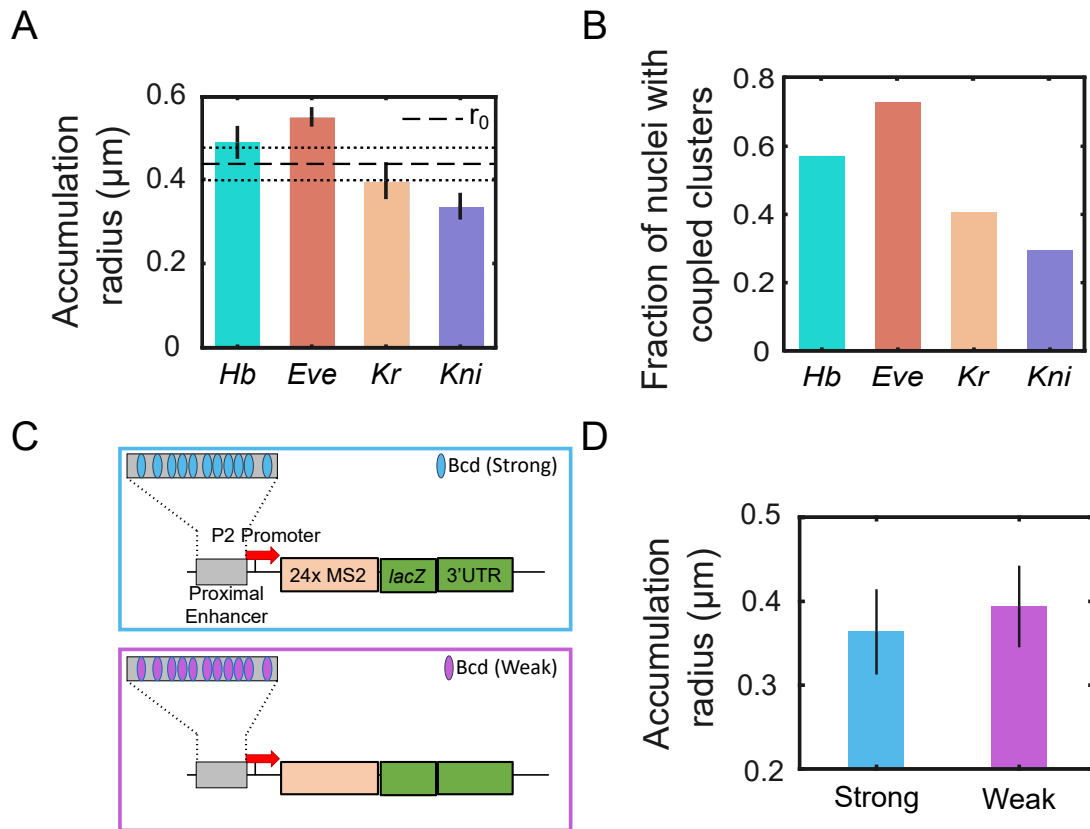 A
Accumulation
radius (μm)
0.6
0.4
0.2
0
r0
Hb
Eve
Kr
Kni
B
Fraction of nuclei with
coupled clusters
0.8
0.6
0.4
0.2
0
Hb
Eve
Kr
Kni
C
Bcd (Strong)
P2 Promoter
24x MS2
lacZ
3'UTR
Proximal
Enhancer
Bcd (Weak)
D
Accumulation
radius (μm)
0.5
0.4
0.3
0.2
Strong
Weak